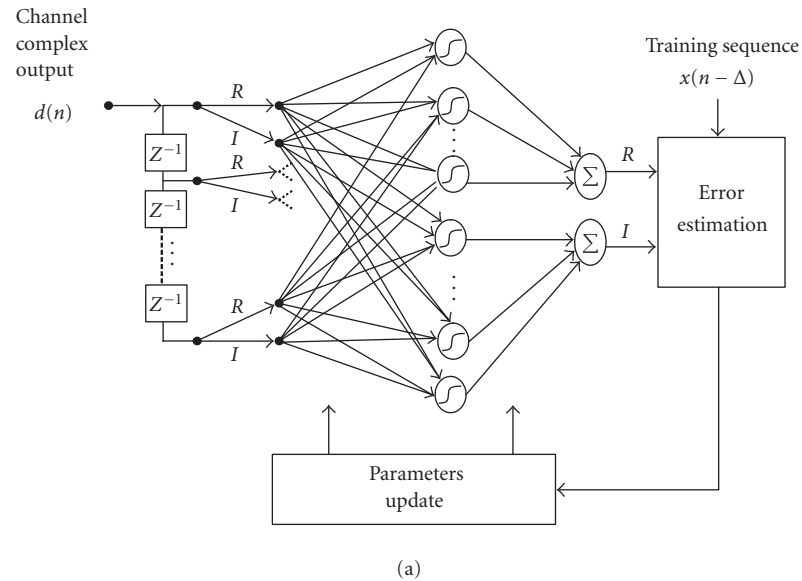 Channel
complex
output
d(n)
Z⁻¹
Z⁻¹
Z⁻¹
R
I
R
I
R
I
Σ
Σ
R
I
Training sequence
x(n − Δ)
Error
estimation
Parameters
update
(a)